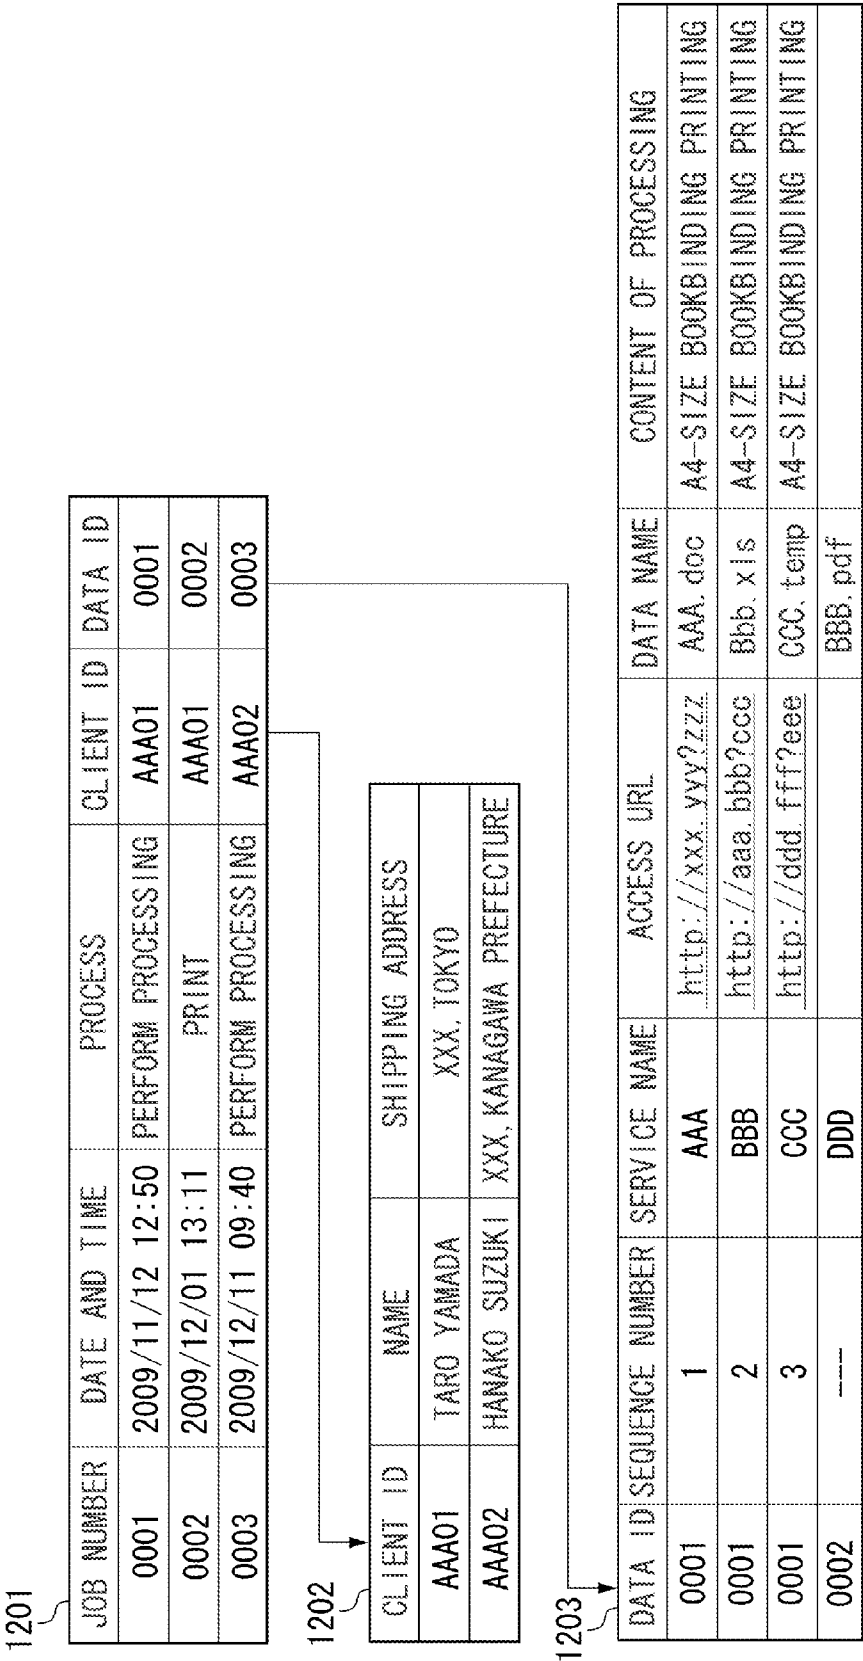 1201
JOB NUMBER DATE AND TIME PROCESS CLIENT ID DATA ID
0001 2009/11/12 12:50 PERFORM PROCESSING AAA01 0001
0002 2009/12/01 13:11 PRINT AAA01 0002
0003 2009/12/11 09:40 PERFORM PROCESSING AAA02 0003
1202
CLIENT ID NAME SHIPPING ADDRESS
AAA01 TARO YAMADA XXX, TOKYO
AAA02 HANAKO SUZUKI XXX, KANAGAWA PREFECTURE
1203
DATA ID SEQUENCE NUMBER SERVICE NAME ACCESS URL DATA NAME CONTENT OF PROCESSING
0001 1 AAA http://xxx.yyy?zzz AAA.doc A4-SIZE BOOKBINDING PRINTING
0001 2 BBB http://aaa.bbb?ccc Bbb.xls A4-SIZE BOOKBINDING PRINTING
0001 3 CCC http://ddd.fff?eee CCC.temp A4-SIZE BOOKBINDING PRINTING
0002 --- DDD BBB.pdf